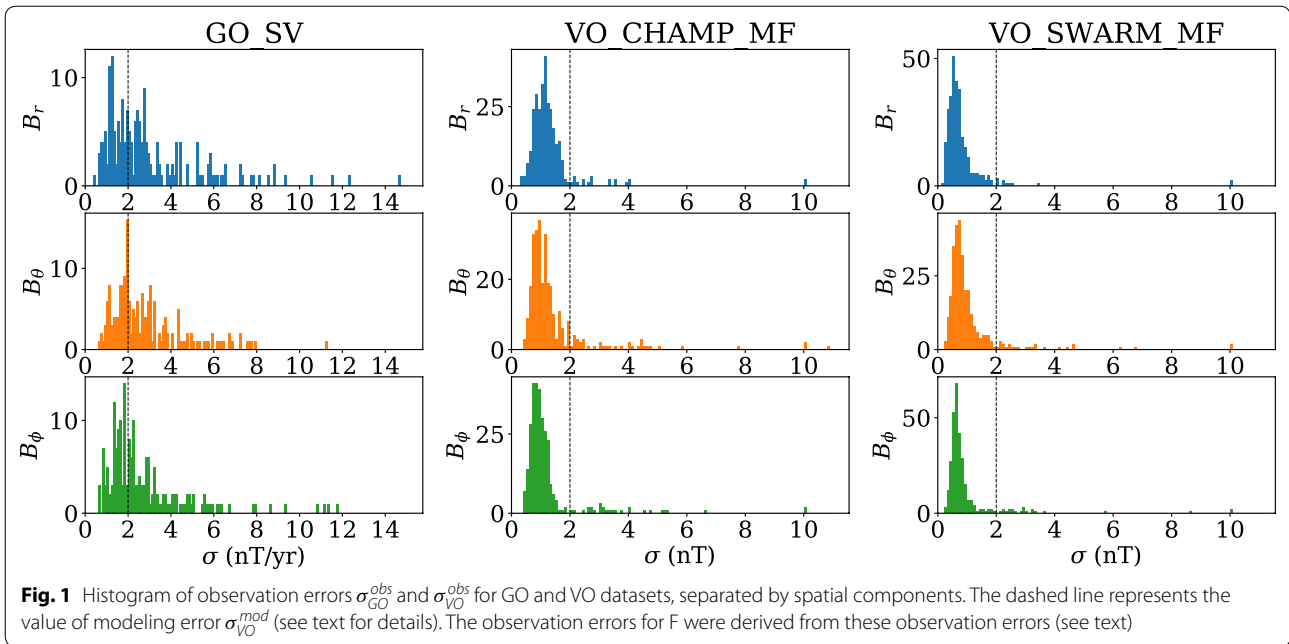 GO_SV
VO_CHAMP_MF
VO_SWARM_MF
B_r
10
0
0 2 4 6 8 10 12 14
B_r
25
0
0 2 4 6 8 10
B_r
50
0
0 2 4 6 8 10
B_θ
10
0
0 2 4 6 8 10 12 14
B_θ
20
0
0 2 4 6 8 10
B_θ
25
0
0 2 4 6 8 10
B_ϕ
10
0
0 2 4 6 8 10 12 14
σ (nT/yr)
B_ϕ
25
0
0 2 4 6 8 10
σ (nT)
B_ϕ
50
0
0 2 4 6 8 10
σ (nT)
Fig. 1 Histogram of observation errors σ_GO^obs and σ_VO^obs for GO and VO datasets, separated by spatial components. The dashed line represents the
value of modeling error σ_VO^mod (see text for details). The observation errors for F were derived from these observation errors (see text)